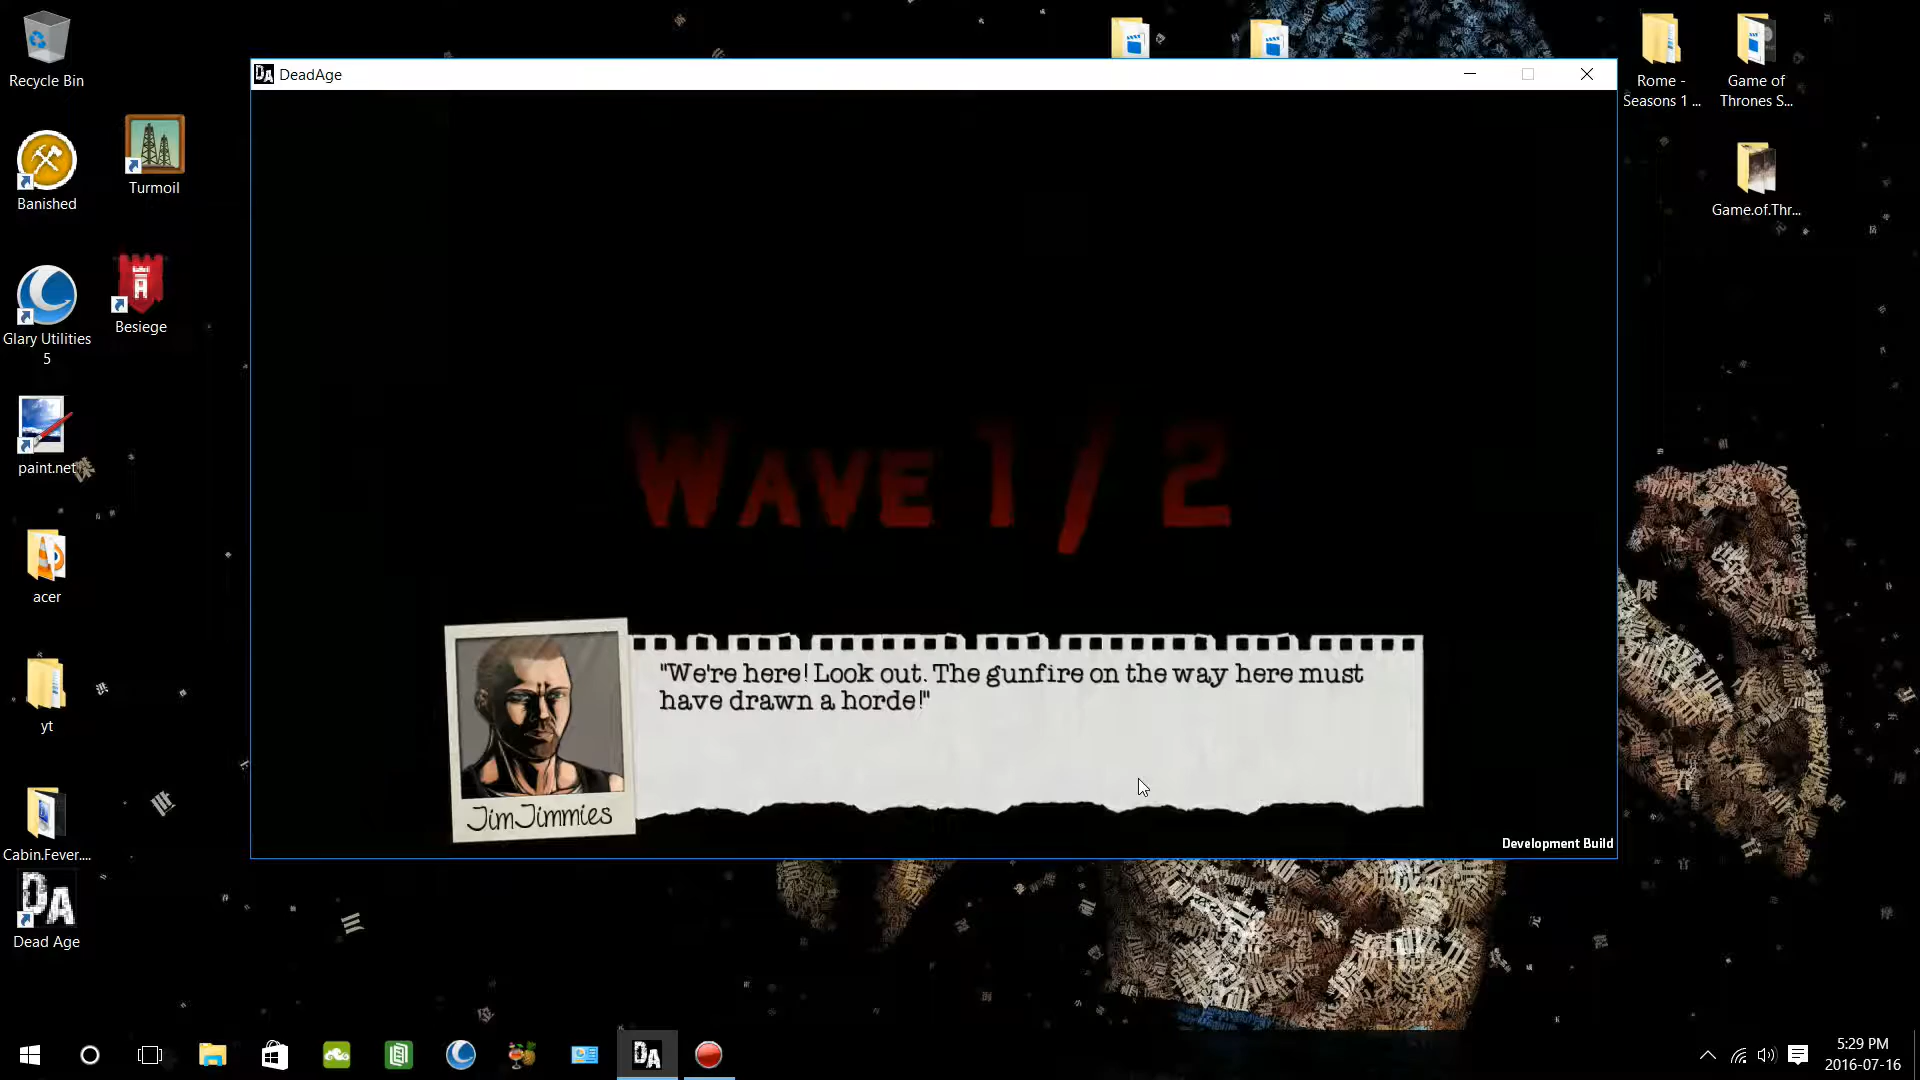 Recycle Bin
Turmoil
Banished
Besiege
Glary Utilities
5
paint.net
acer
yt
Cabin.Fever....
DA
Dead Age
Rome -
Seasons 1 ...
Game of
Thrones S...
Game.of.Thr...
DA DeadAge
Wave 1 / 2
"We're here! Look out. The gunfire on the way here must
have drawn a horde!"
JimJimmies
Development Build
DA
5:29 PM
2016-07-16